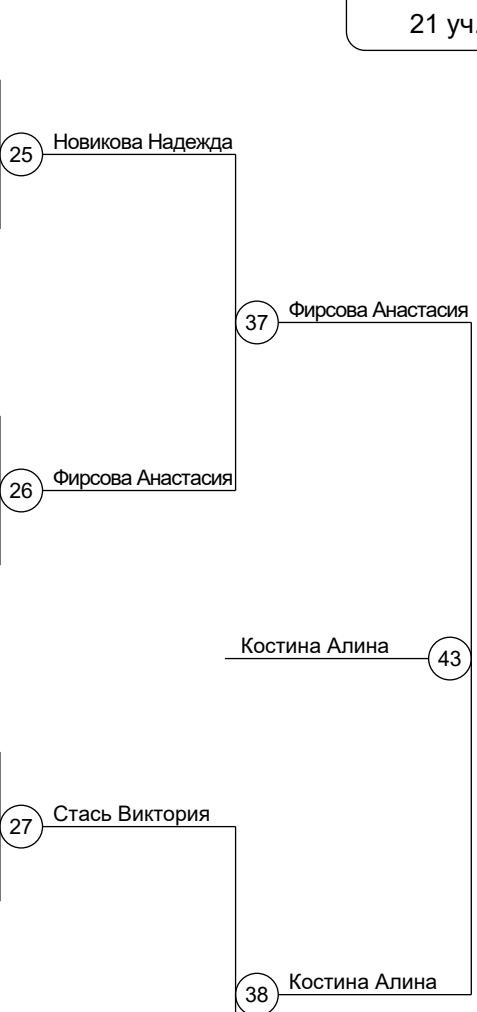 21 уч.
25 Новикова Надежда
37 Фирсова Анастасия
26 Фирсова Анастасия
Костина Алина 43
27 Стась Виктория
38 Костина Алина